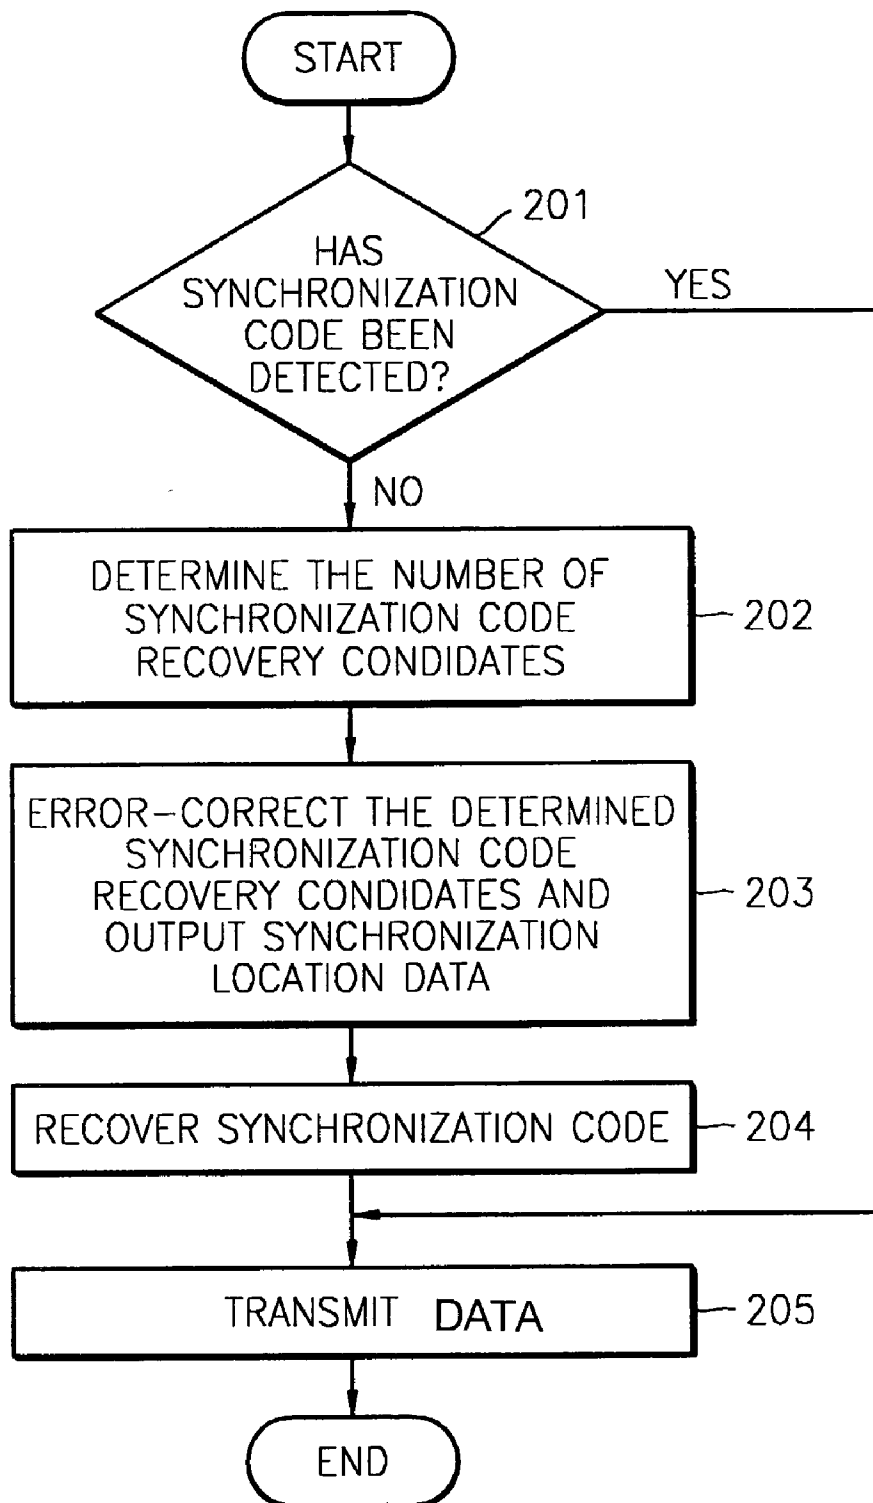 START
201
HAS
SYNCHRONIZATION
CODE BEEN
DETECTED?
YES
NO
DETERMINE THE NUMBER OF
SYNCHRONIZATION CODE
RECOVERY CONDIDATES
202
ERROR-CORRECT THE DETERMINED
SYNCHRONIZATION CODE
RECOVERY CONDIDATES AND
OUTPUT SYNCHRONIZATION
LOCATION DATA
203
RECOVER SYNCHRONIZATION CODE
204
TRANSMIT DATA
205
END